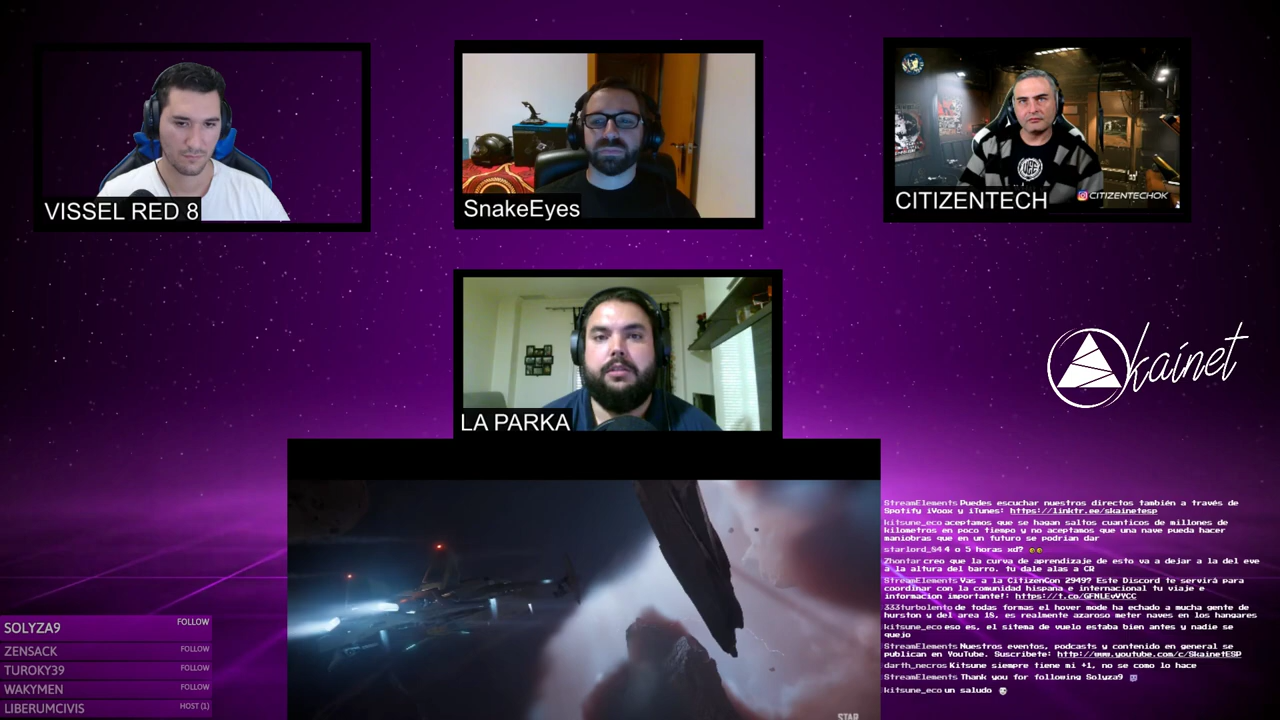 VISSEL RED 8
SnakeEyes
CITIZENTECH
CITIZENTECHOK
LA PARKA
kainet
StreamElements Puedes escuchar nuestros directos también a través de
Spotify iVoox y iTunes: https://linktr.ee/skainetesp
kitsune_eco aceptamos que se hagan saltos cuanticos de millones de
kilometros en poco tiempo y no aceptamos que una nave pueda hacer
maniobras que en un futuro se podrian dar
starlord_84 4 o 5 horas xd?
Zhontar creo que la curva de aprendizaje de esto va a dejar a la del eve
a la altura del barro, tu dale alas a CR
StreamElements Vas a la CitizenCon 2949? Este Discord te servirá para
coordinar con la comunidad hispana e internacional tu viaje e
informacion importante!: https://t.co/GFNLEvVYCC
333turbolento de todas formas el hover mode ha echado a mucha gente de
hurston y del area 18, es realmente azaroso meter naves en los hangares
kitsune_eco eso es, el sitema de vuelo estaba bien antes y nadie se
quejo
StreamElements Nuestros eventos, podcasts y contenido en general se
publican en YouTube. Suscribete: http://www.youtube.com/c/SkainetESP
darth_necros Kitsune siempre tiene mi +1, no se como lo hace
StreamElements Thank you for following Solyza9
kitsune_eco un saludo
SOLYZA9 FOLLOW
ZENSACK FOLLOW
TUROKY39 FOLLOW
WAKYMEN FOLLOW
LIBERUMCIVIS HOST (1)
STAR